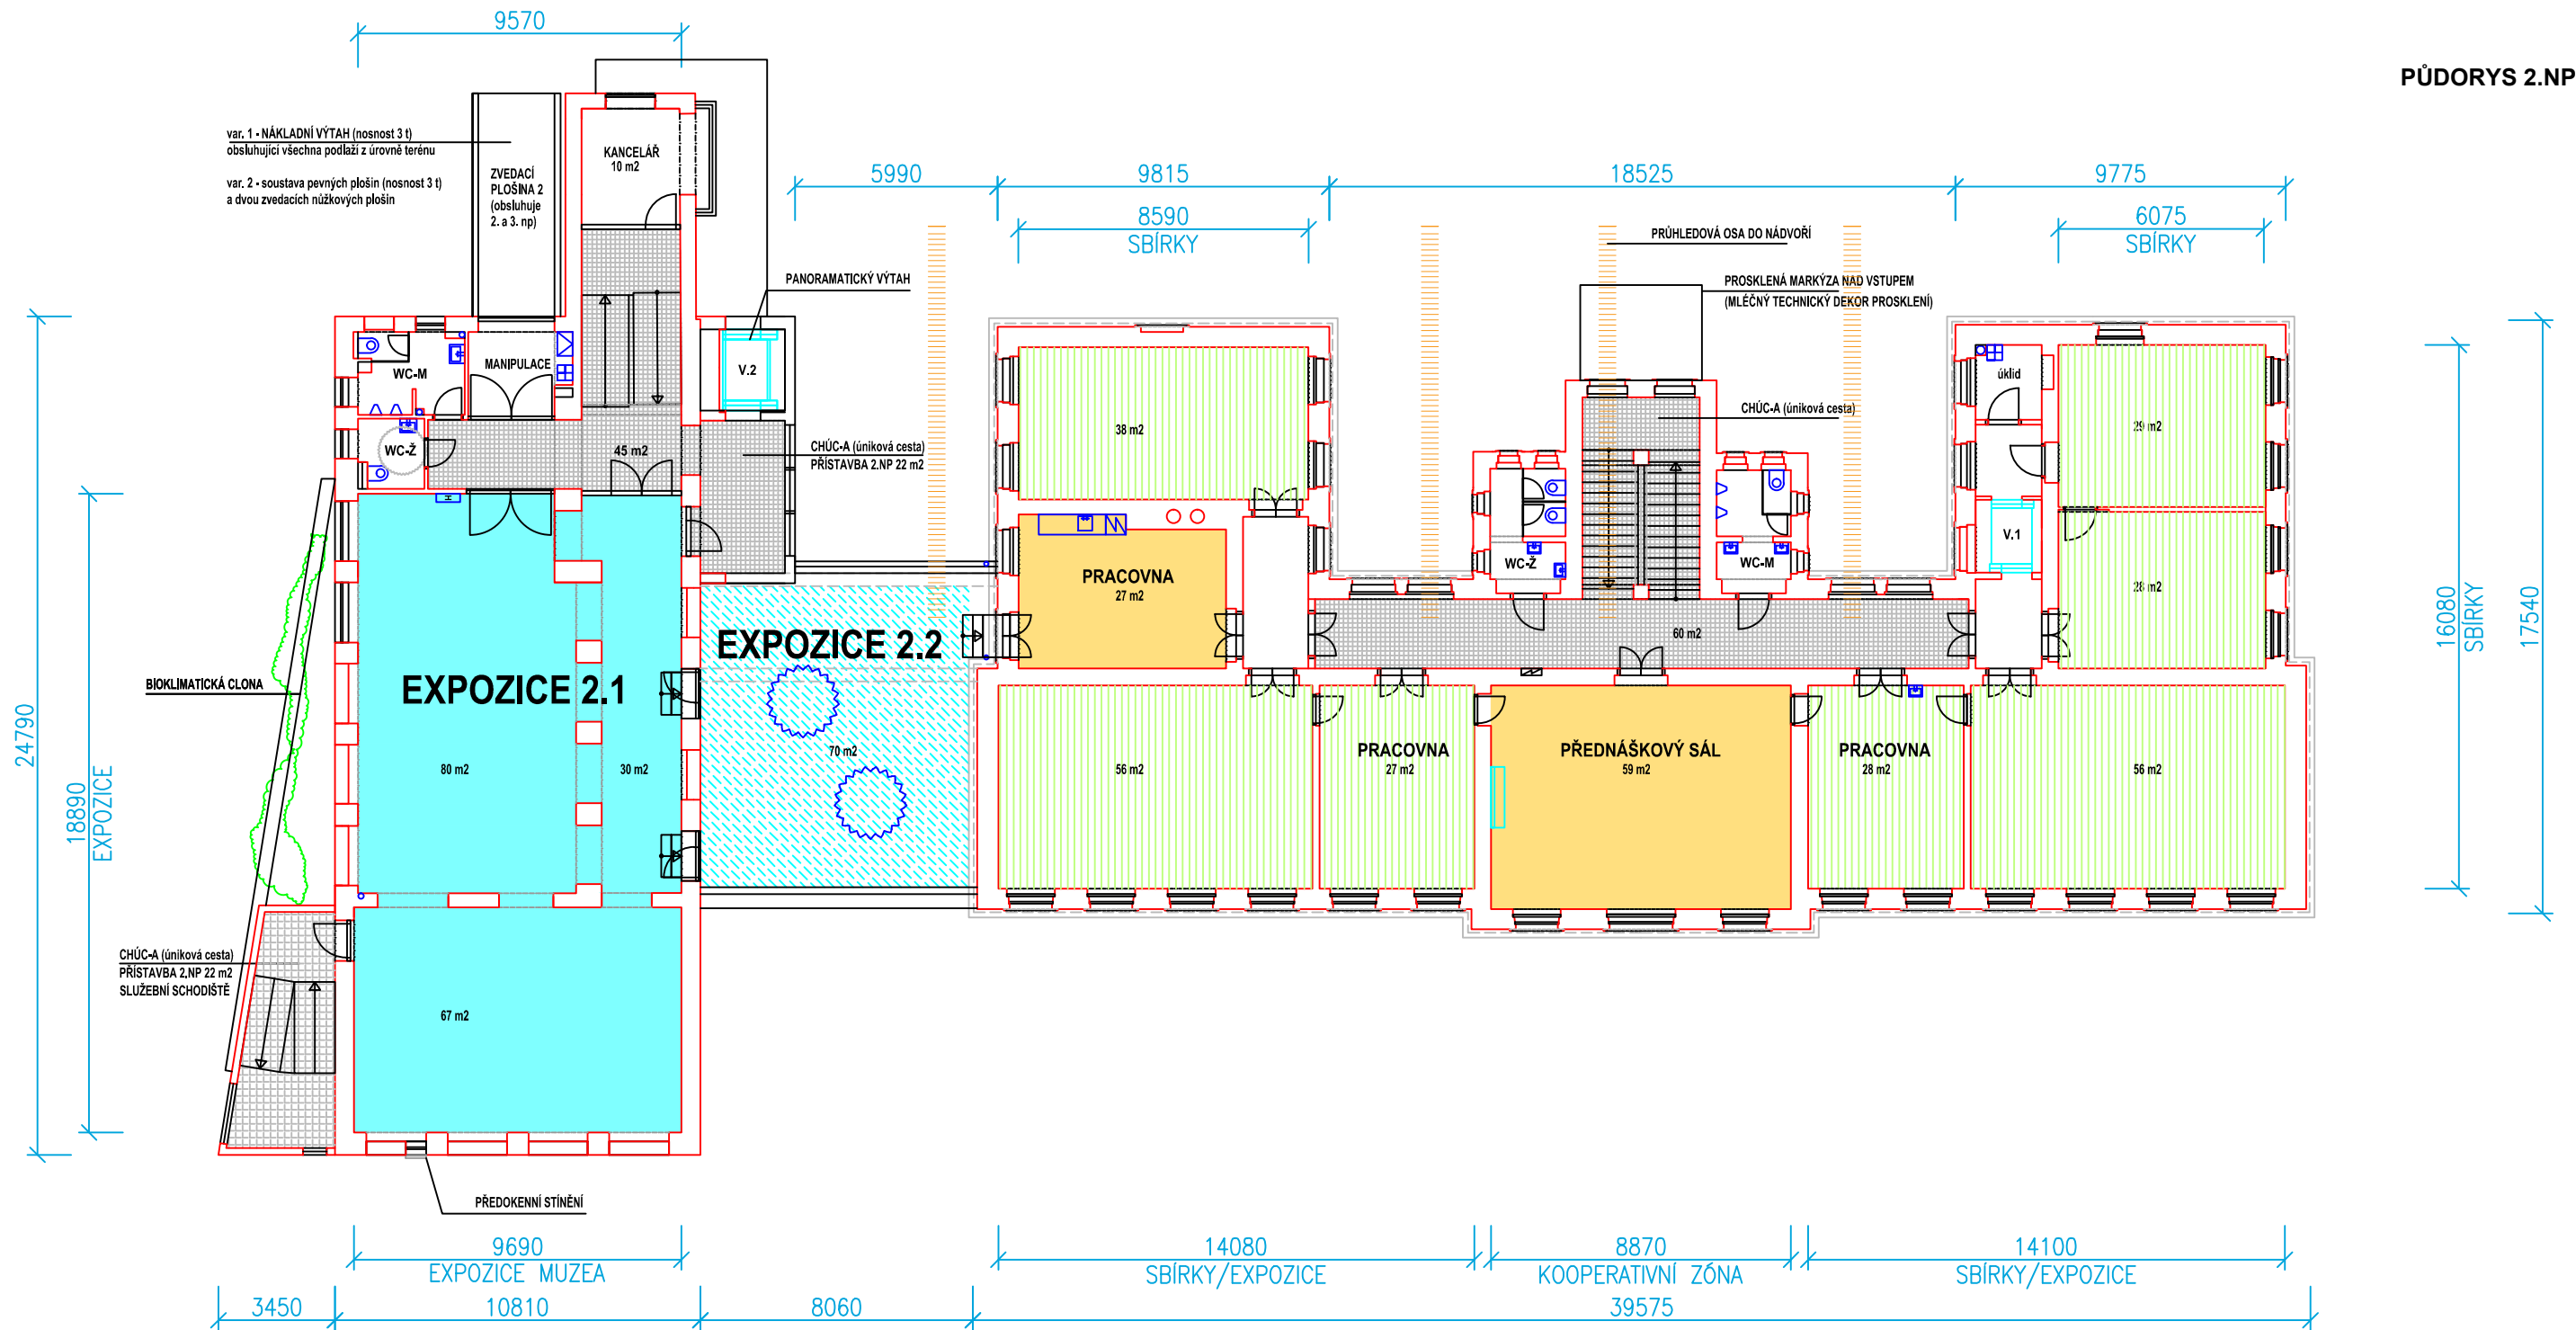 9570
PŮDORYS 2.NP
var. 1 - NÁKLADNÍ VÝTAH (nosnost 3 t)
obsluhující všechna podlaží z úrovně terénu
var. 2 - soustava pevných plošin (nosnost 3 t)
a dvou zvedacích nůžkových plošin
ZVEDACÍ
PLOŠINA 2
(obsluhuje
2. a 3. np)
KANCELÁŘ
10 m2
5990
9815
18525
9775
8590
SBÍRKY
6075
SBÍRKY
PRŮHLEDOVÁ OSA DO NÁDVOŘÍ
PANORAMATICKÝ VÝTAH
PROSKLENÁ MARKÝZA NAD VSTUPEM
(MLÉČNÝ TECHNICKÝ DEKOR PROSKLENÍ)
MANIPULACE
WC-M
V.2
úklid
CHÚC-A (úniková cesta)
38 m2
29 m2
WC-Ž
45 m2
CHÚC-A (úniková cesta)
PŘÍSTAVBA 2.NP 22 m2
V.1
WC-Ž
WC-M
PRACOVNA
27 m2
28 m2
16080
SBÍRKY
17540
EXPOZICE 2.2
60 m2
BIOKLIMATICKÁ CLONA
EXPOZICE 2.1
24790
18890
EXPOZICE
80 m2
30 m2
70 m2
56 m2
PRACOVNA
27 m2
PŘEDNÁŠKOVÝ SÁL
59 m2
PRACOVNA
28 m2
56 m2
CHÚC-A (úniková cesta)
PŘÍSTAVBA 2.NP 22 m2
SLUŽEBNÍ SCHODIŠTĚ
67 m2
PŘEDOKENNÍ STÍNĚNÍ
9690
EXPOZICE MUZEA
14080
SBÍRKY/EXPOZICE
8870
KOOPERATIVNÍ ZÓNA
14100
SBÍRKY/EXPOZICE
3450
10810
8060
39575